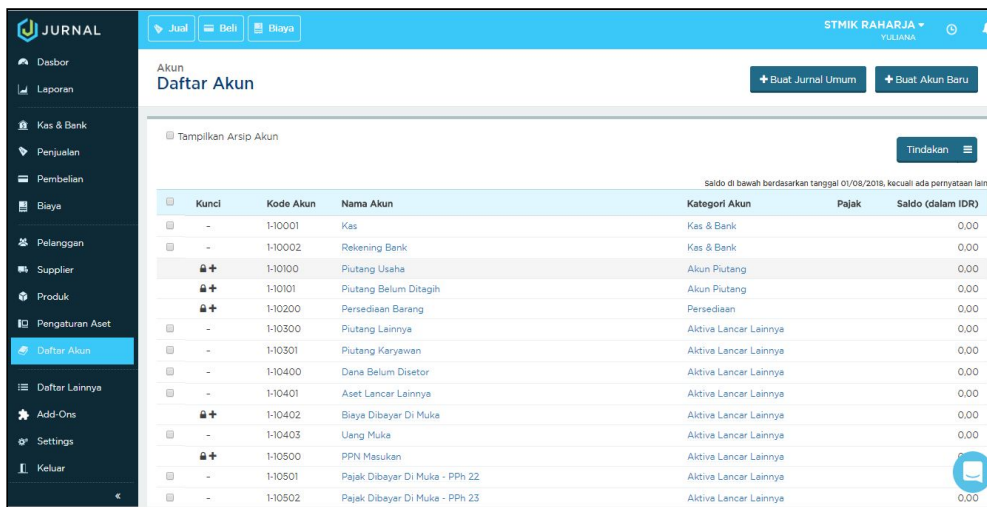 JURNAL
Jual Beli Biaya
STMIK RAHARJA
YULIANA
Dasbor
Laporan
Kas & Bank
Penjualan
Pembelian
Biaya
Pelanggan
Supplier
Produk
Pengaturan Aset
Daftar Akun
Daftar Lainnya
Add-Ons
Settings
Keluar
«
Akun
Daftar Akun
+ Buat Jurnal Umum + Buat Akun Baru
Tampilkan Arsip Akun
Tindakan
Saldo di bawah berdasarkan tanggal 01/08/2018, kecuali ada pernyataan lain
Kunci Kode Akun Nama Akun Kategori Akun Pajak Saldo (dalam IDR)
- 1-10001 Kas Kas & Bank 0,00
- 1-10002 Rekening Bank Kas & Bank 0,00
+ 1-10100 Piutang Usaha Akun Piutang 0,00
+ 1-10101 Piutang Belum Ditagih Akun Piutang 0,00
+ 1-10200 Persediaan Barang Persediaan 0,00
- 1-10300 Piutang Lainnya Aktiva Lancar Lainnya 0,00
- 1-10301 Piutang Karyawan Aktiva Lancar Lainnya 0,00
- 1-10400 Dana Belum Disetor Aktiva Lancar Lainnya 0,00
- 1-10401 Aset Lancar Lainnya Aktiva Lancar Lainnya 0,00
+ 1-10402 Biaya Dibayar Di Muka Aktiva Lancar Lainnya 0,00
- 1-10403 Uang Muka Aktiva Lancar Lainnya 0,00
+ 1-10500 PPN Masukan Aktiva Lancar Lainnya
- 1-10501 Pajak Dibayar Di Muka - PPh 22 Aktiva Lancar Lainnya
- 1-10502 Pajak Dibayar Di Muka - PPh 23 Aktiva Lancar Lainnya 0,00